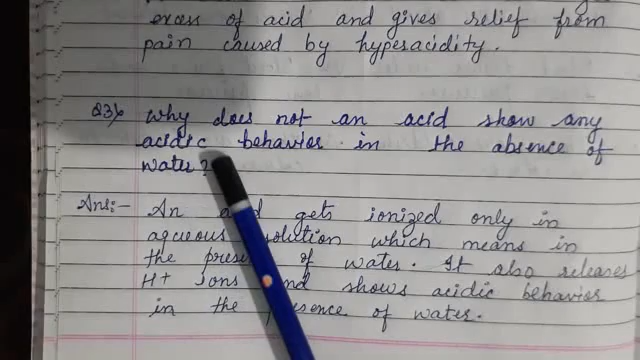 excess of acid and gives relief from
pain caused by hyperacidity.
Q3) Why does not an acid show any
acidic behavior in the absence of
water?
Ans:- An gets ionized only in
aqueous which means in
the of water. It also releases
H+ ions shows acidic behavior
in the of water.